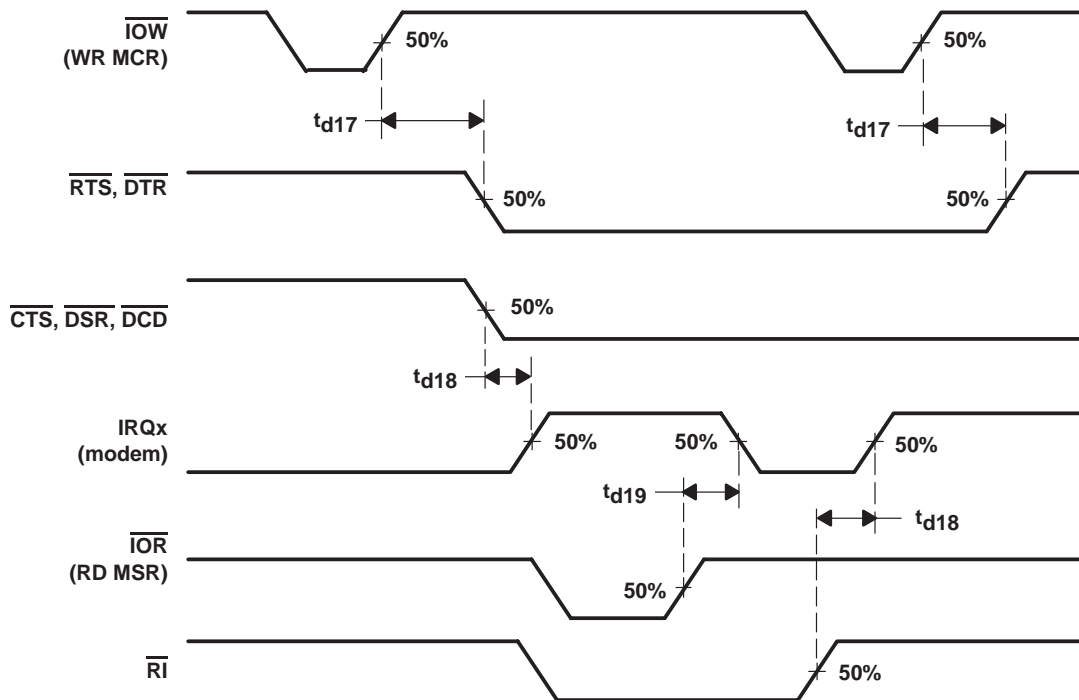 IOW
(WR MCR)
50%
50%
td17
td17
RTS, DTR
50%
50%
CTS, DSR, DCD
50%
td18
IRQx
(modem)
50%
50%
50%
td19
td18
IOR
(RD MSR)
50%
RI
50%